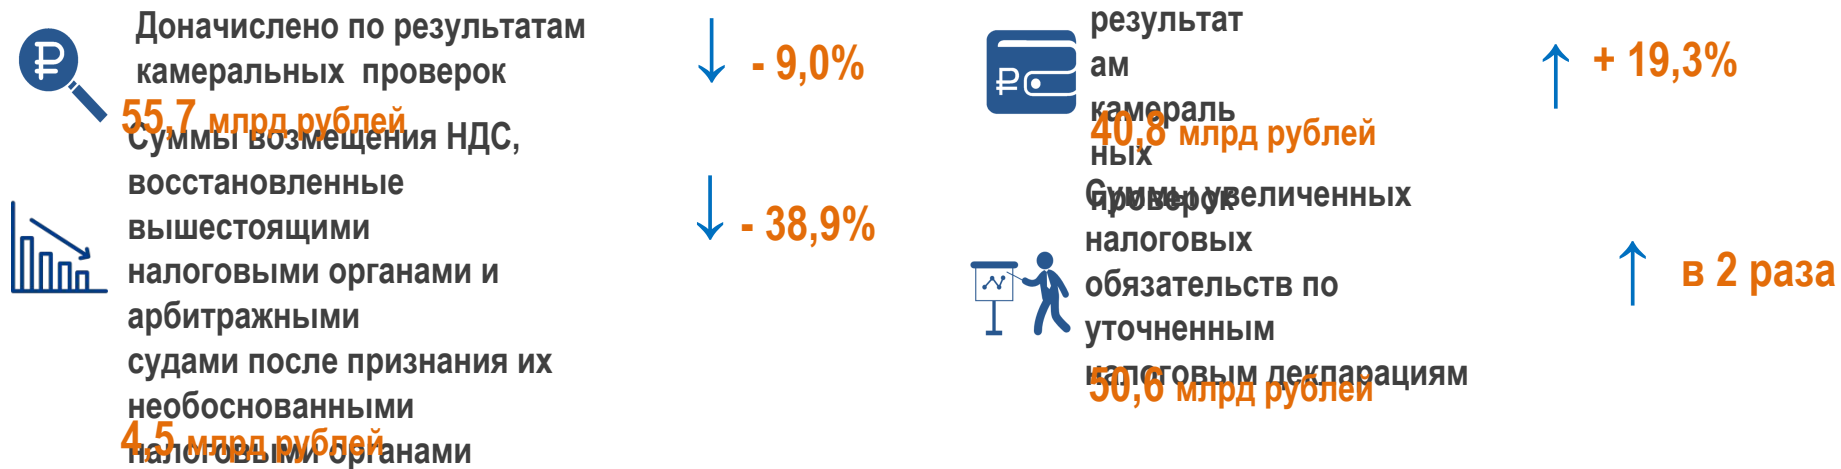 Доначислено по результатам
камеральных проверок
55,7 млрд рублей
- 9,0%
Суммы возмещения НДС,
восстановленные
вышестоящими
налоговыми органами и
арбитражными
судами после признания их
необоснованными
налоговыми органами
4,5 млрд рублей
- 38,9%
результат
ам
камераль
ных
проверок
40,8 млрд рублей
+ 19,3%
Суммы увеличенных
налоговых
обязательств по
уточненным
налоговым декларациям
50,6 млрд рублей
в 2 раза